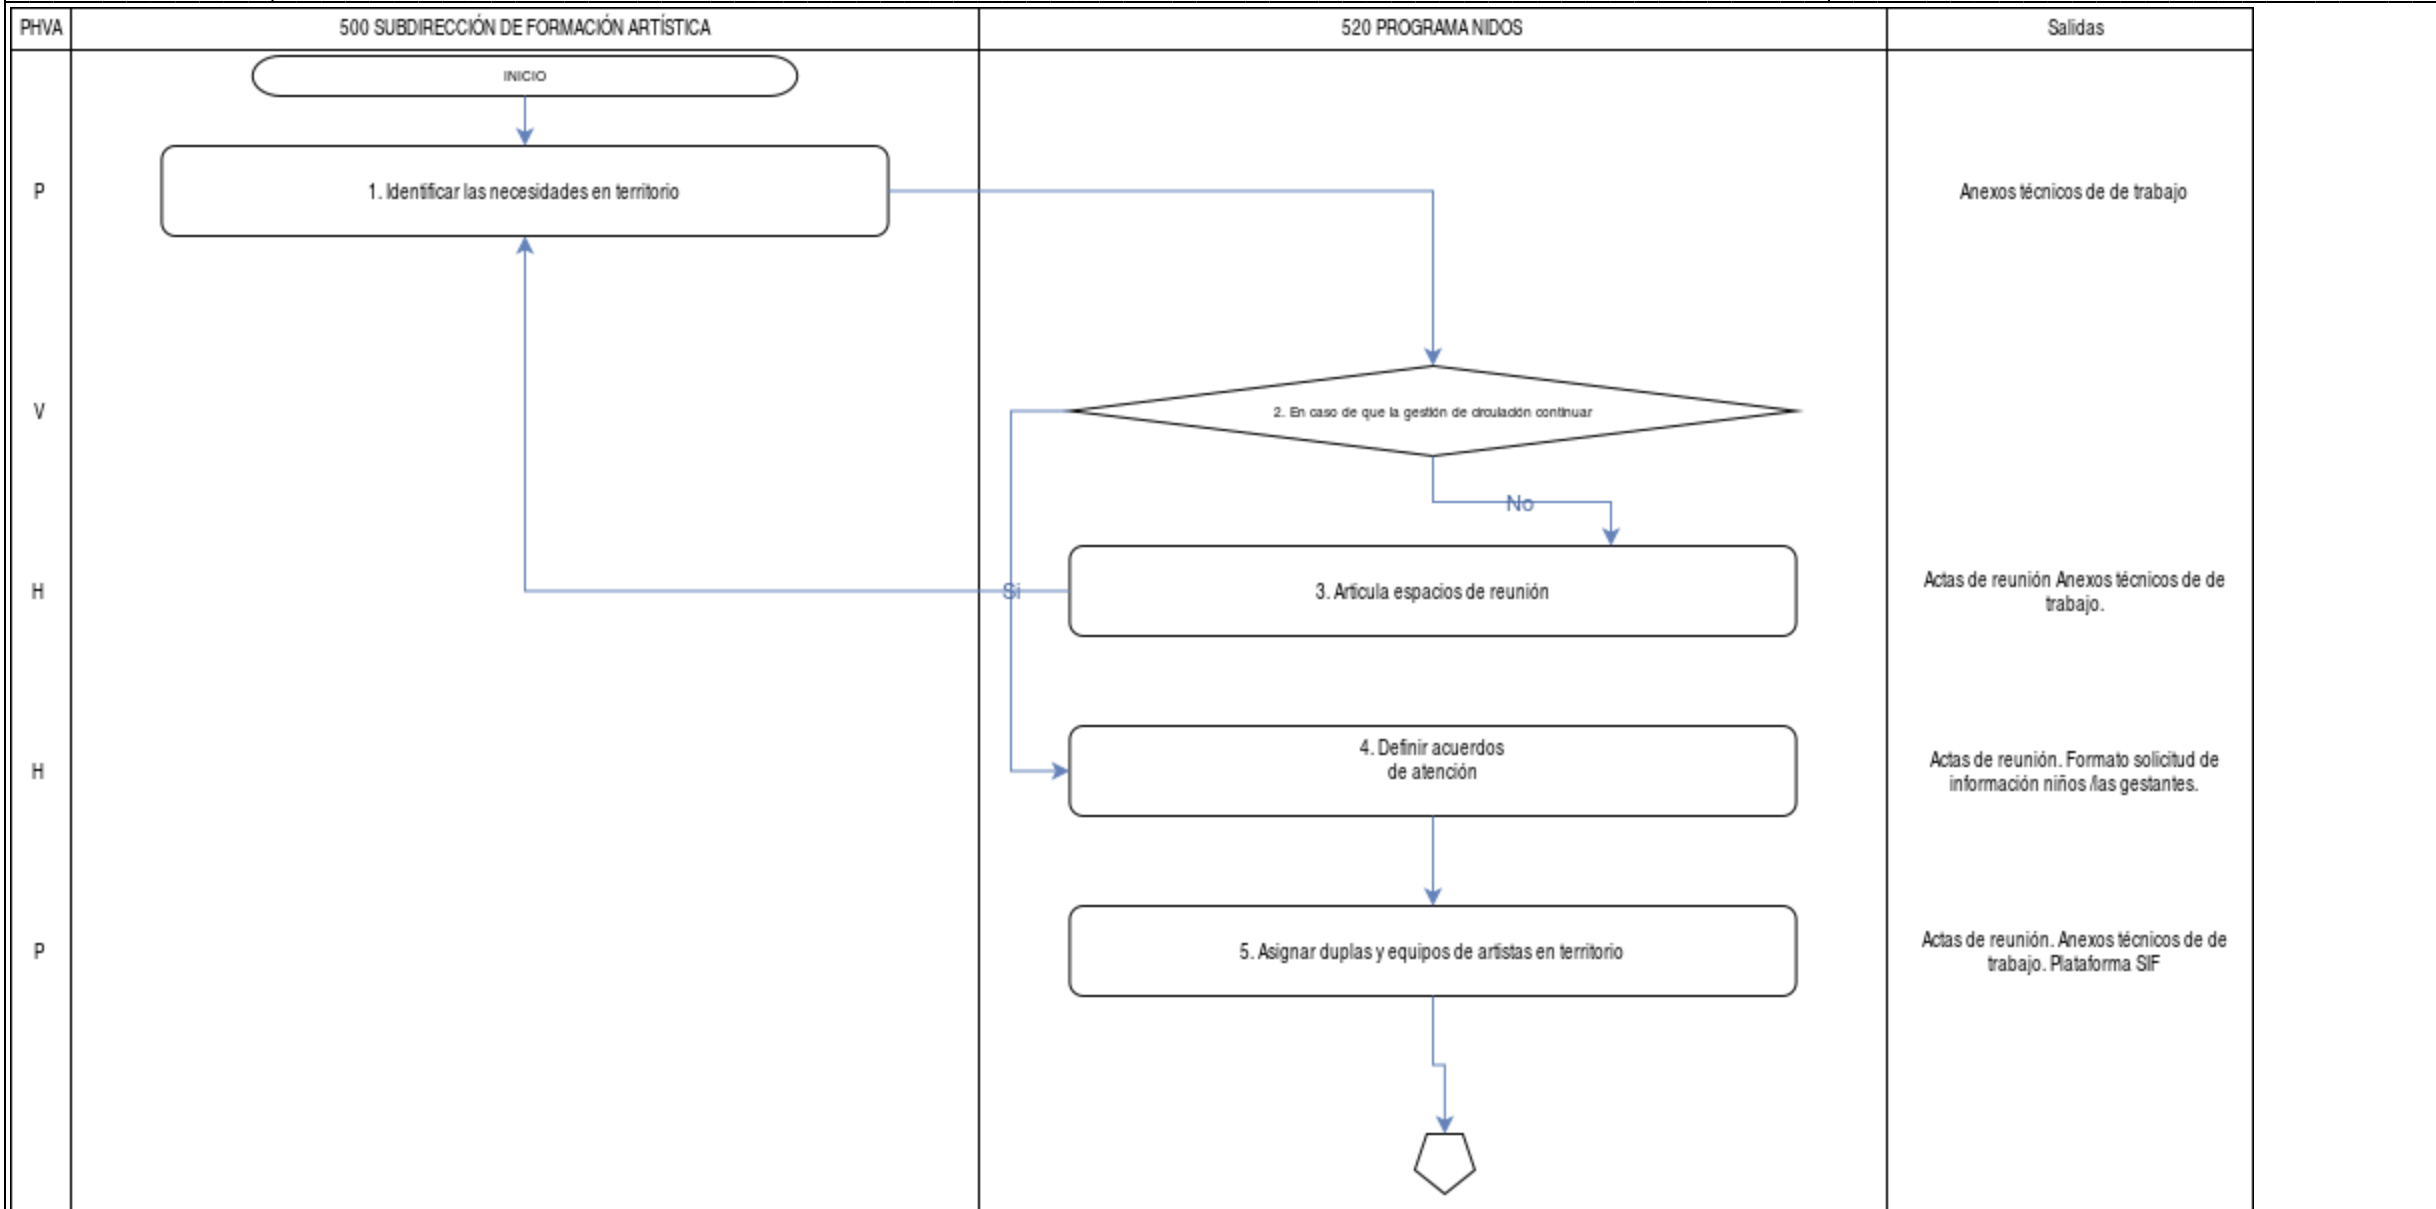 PHVA
500 SUBDIRECCIÓN DE FORMACIÓN ARTÍSTICA
520 PROGRAMA NIDOS
Salidas
INICIO
P
1. Identificar las necesidades en territorio
Anexos técnicos de de trabajo
V
2. En caso de que la gestión de circulación continuar
No
H
Si
3. Articula espacios de reunión
Actas de reunión Anexos técnicos de de
trabajo.
H
4. Definir acuerdos
de atención
Actas de reunión. Formato solicitud de
información niños /las gestantes.
P
5. Asignar duplas y equipos de artistas en territorio
Actas de reunión. Anexos técnicos de de
trabajo. Plataforma SIF